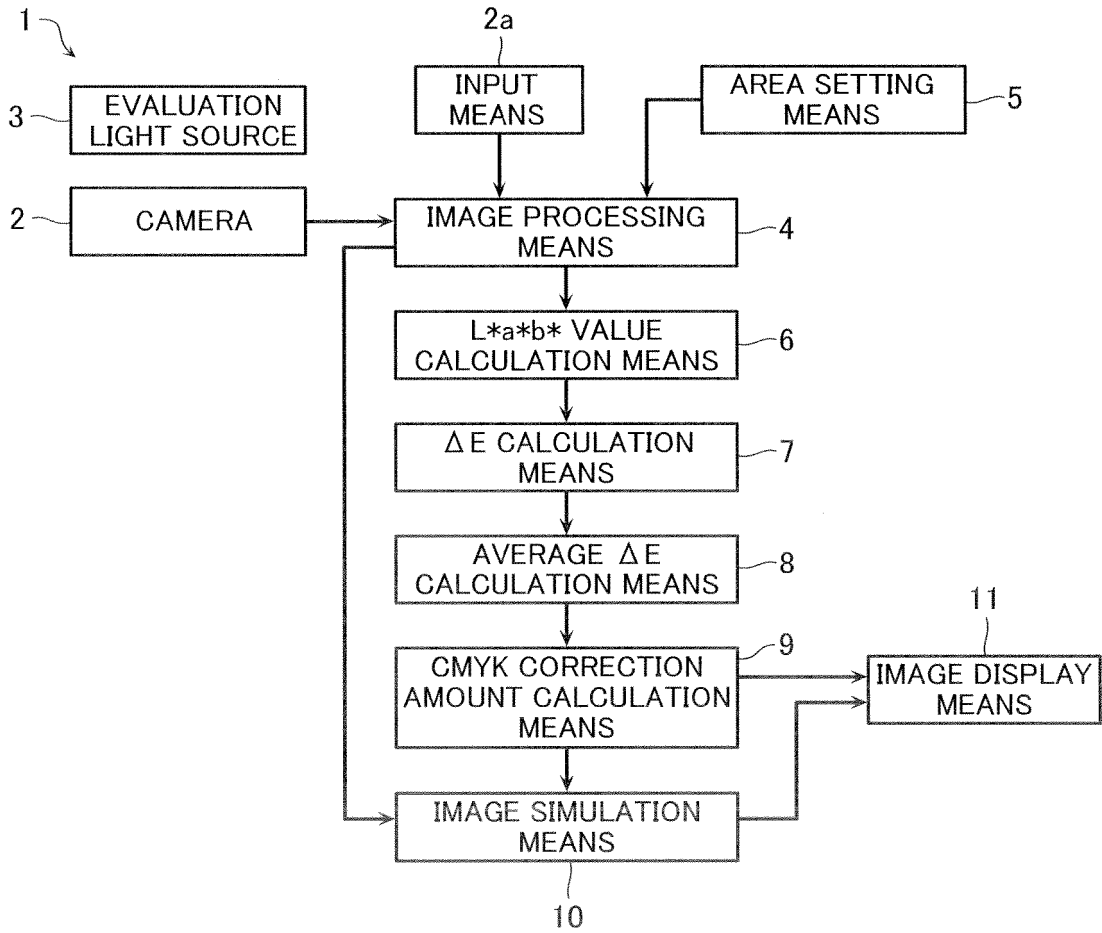 1
2a
INPUT
MEANS
AREA SETTING
MEANS
5
3
EVALUATION
LIGHT SOURCE
2
CAMERA
IMAGE PROCESSING
MEANS
4
L*a*b* VALUE
CALCULATION MEANS
6
ΔE CALCULATION
MEANS
7
AVERAGE ΔE
CALCULATION MEANS
8
9
CMYK CORRECTION
AMOUNT CALCULATION
MEANS
11
IMAGE DISPLAY
MEANS
IMAGE SIMULATION
MEANS
10